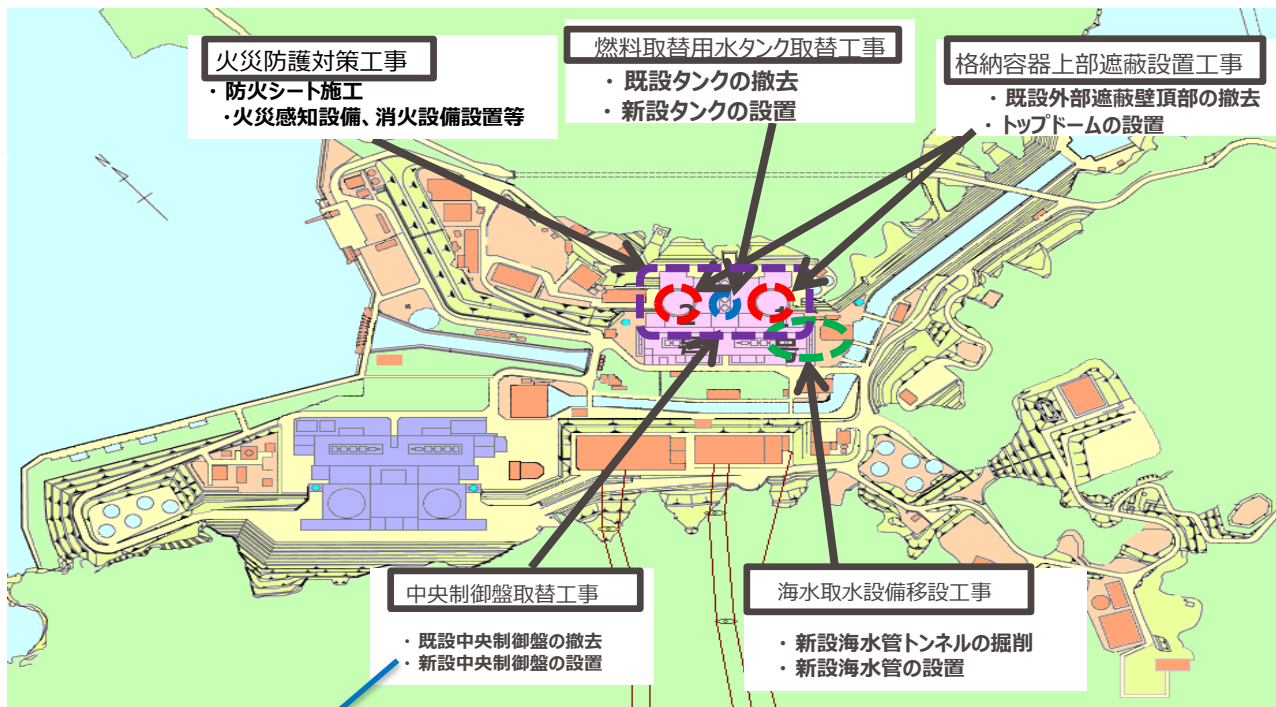 火災防護対策工事
・ 防火シート施工
・火災感知設備、消火設備設置等
燃料取替用水タンク取替工事
・ 既設タンクの撤去
・ 新設タンクの設置
格納容器上部遮蔽設置工事
・ 既設外部遮蔽壁頂部の撤去
・ トップドームの設置
N
2
1
中央制御盤取替工事
・ 既設中央制御盤の撤去
・ 新設中央制御盤の設置
海水取水設備移設工事
・ 新設海水管トンネルの掘削
・ 新設海水管の設置